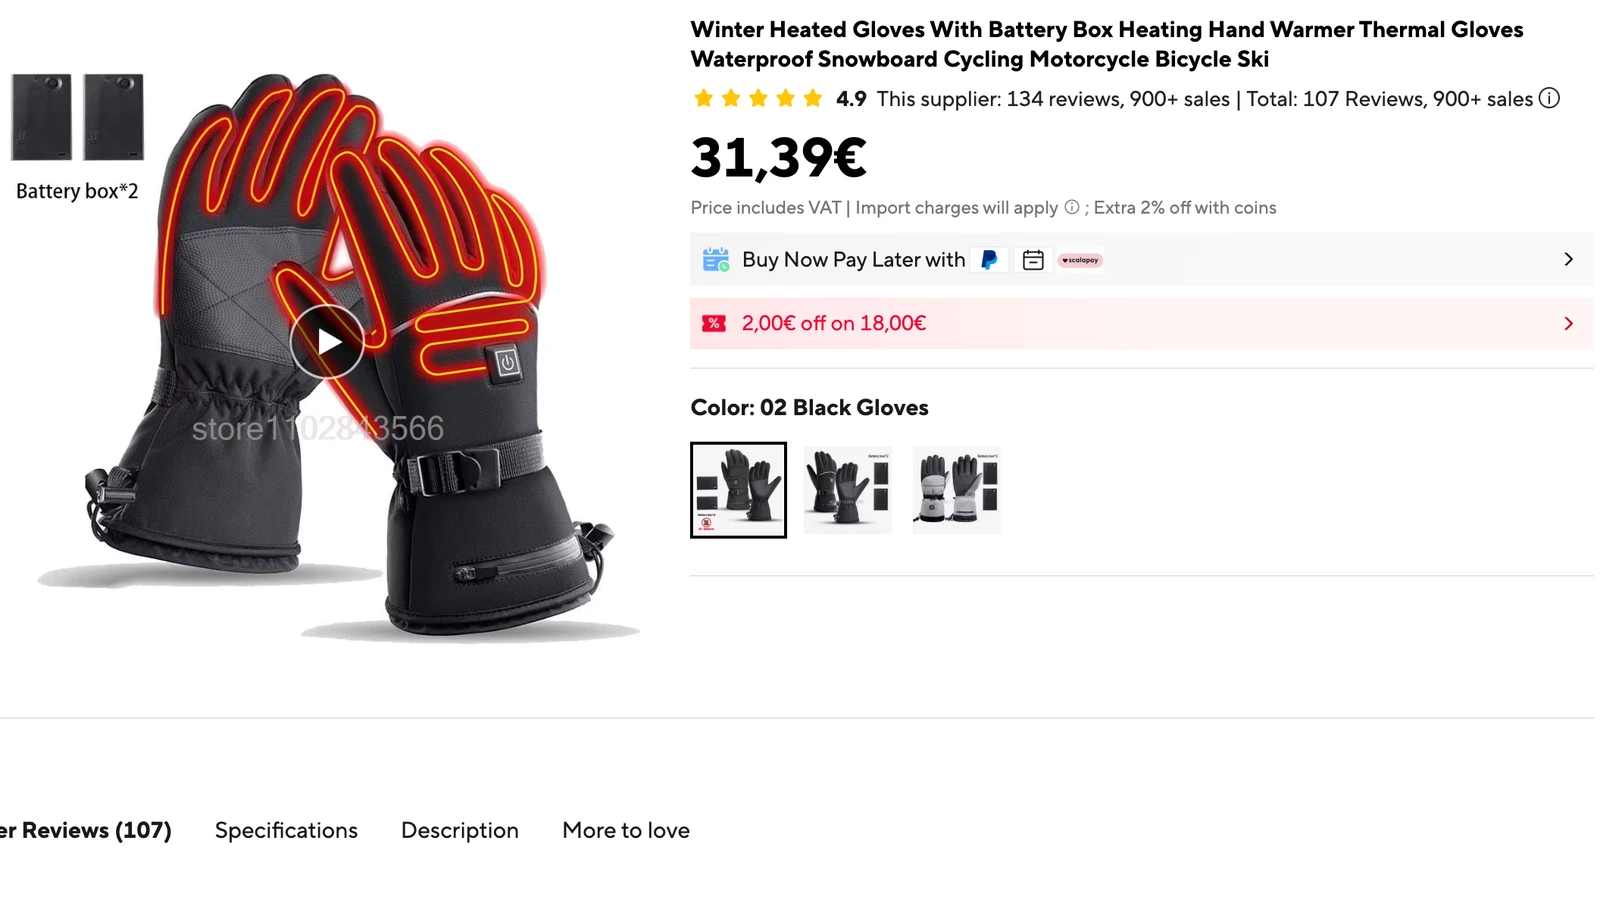 Winter Heated Gloves With Battery Box Heating Hand Warmer Thermal Gloves
Waterproof Snowboard Cycling Motorcycle Bicycle Ski
4.9 This supplier: 134 reviews, 900+ sales | Total: 107 Reviews, 900+ sales
31,39€
Price includes VAT | Import charges will apply ; Extra 2% off with coins
Buy Now Pay Later with scalapay
2,00€ off on 18,00€
Color: 02 Black Gloves
Battery box*2
store1102843566
er Reviews (107)
Specifications
Description
More to love